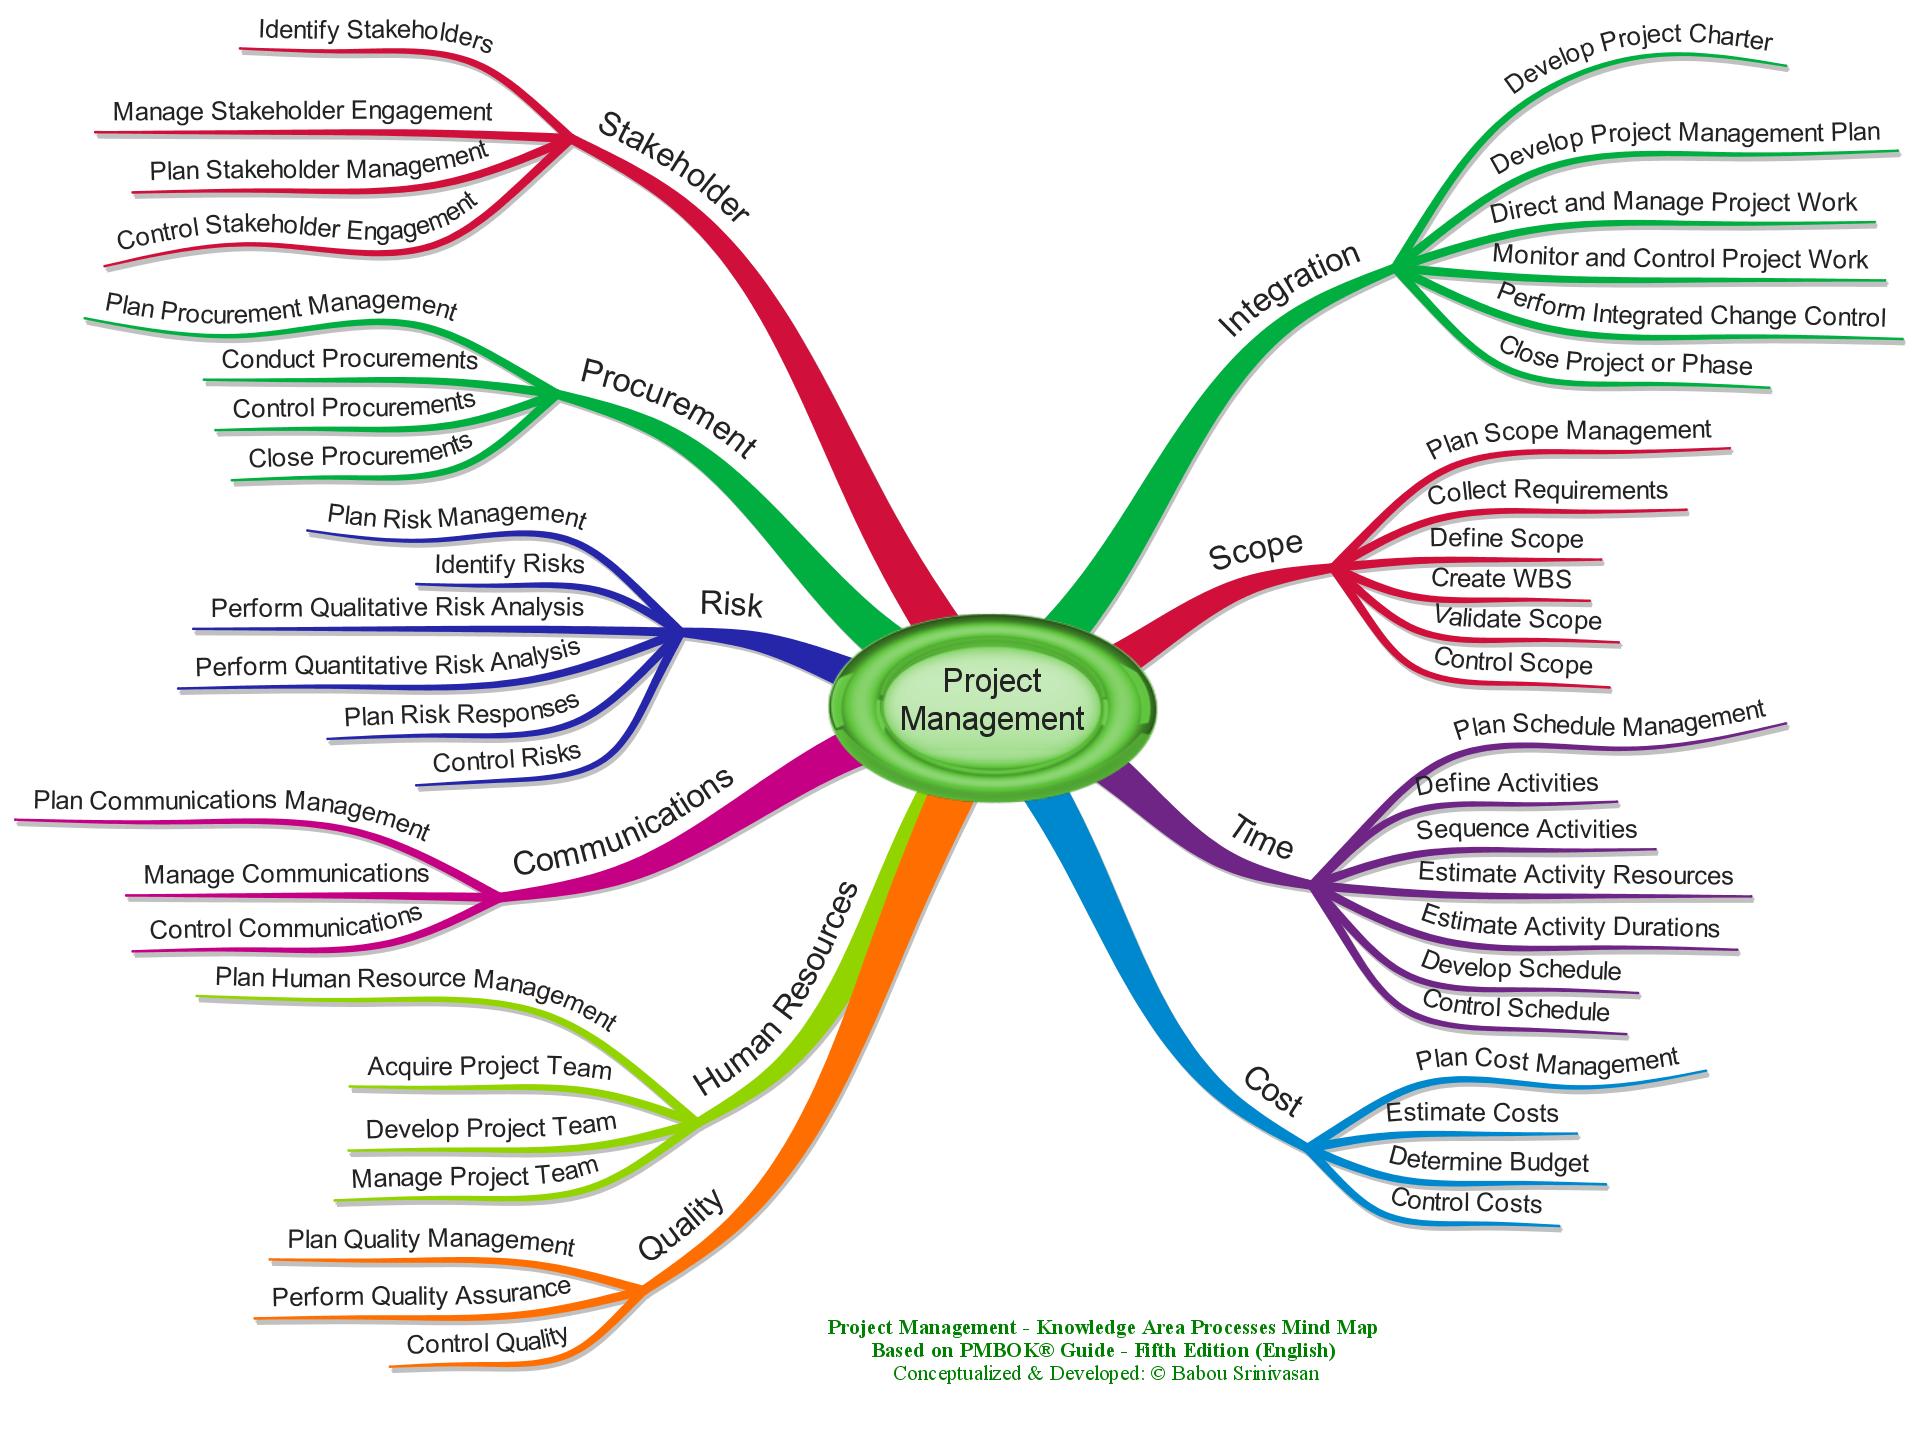 Project
Management
Integration
Develop Project Charter
Develop Project Management Plan
Direct and Manage Project Work
Monitor and Control Project Work
Perform Integrated Change Control
Close Project or Phase
Scope
Plan Scope Management
Collect Requirements
Define Scope
Create WBS
Validate Scope
Control Scope
Time
Plan Schedule Management
Define Activities
Sequence Activities
Estimate Activity Resources
Estimate Activity Durations
Develop Schedule
Control Schedule
Cost
Plan Cost Management
Estimate Costs
Determine Budget
Control Costs
Quality
Plan Quality Management
Perform Quality Assurance
Control Quality
Human Resources
Plan Human Resource Management
Acquire Project Team
Develop Project Team
Manage Project Team
Communications
Plan Communications Management
Manage Communications
Control Communications
Risk
Plan Risk Management
Identify Risks
Perform Qualitative Risk Analysis
Perform Quantitative Risk Analysis
Plan Risk Responses
Control Risks
Procurement
Plan Procurement Management
Conduct Procurements
Control Procurements
Close Procurements
Stakeholder
Identify Stakeholders
Manage Stakeholder Engagement
Plan Stakeholder Management
Control Stakeholder Engagement
Project Management - Knowledge Area Processes Mind Map
Based on PMBOK® Guide - Fifth Edition (English)
Conceptualized & Developed: © Babou Srinivasan